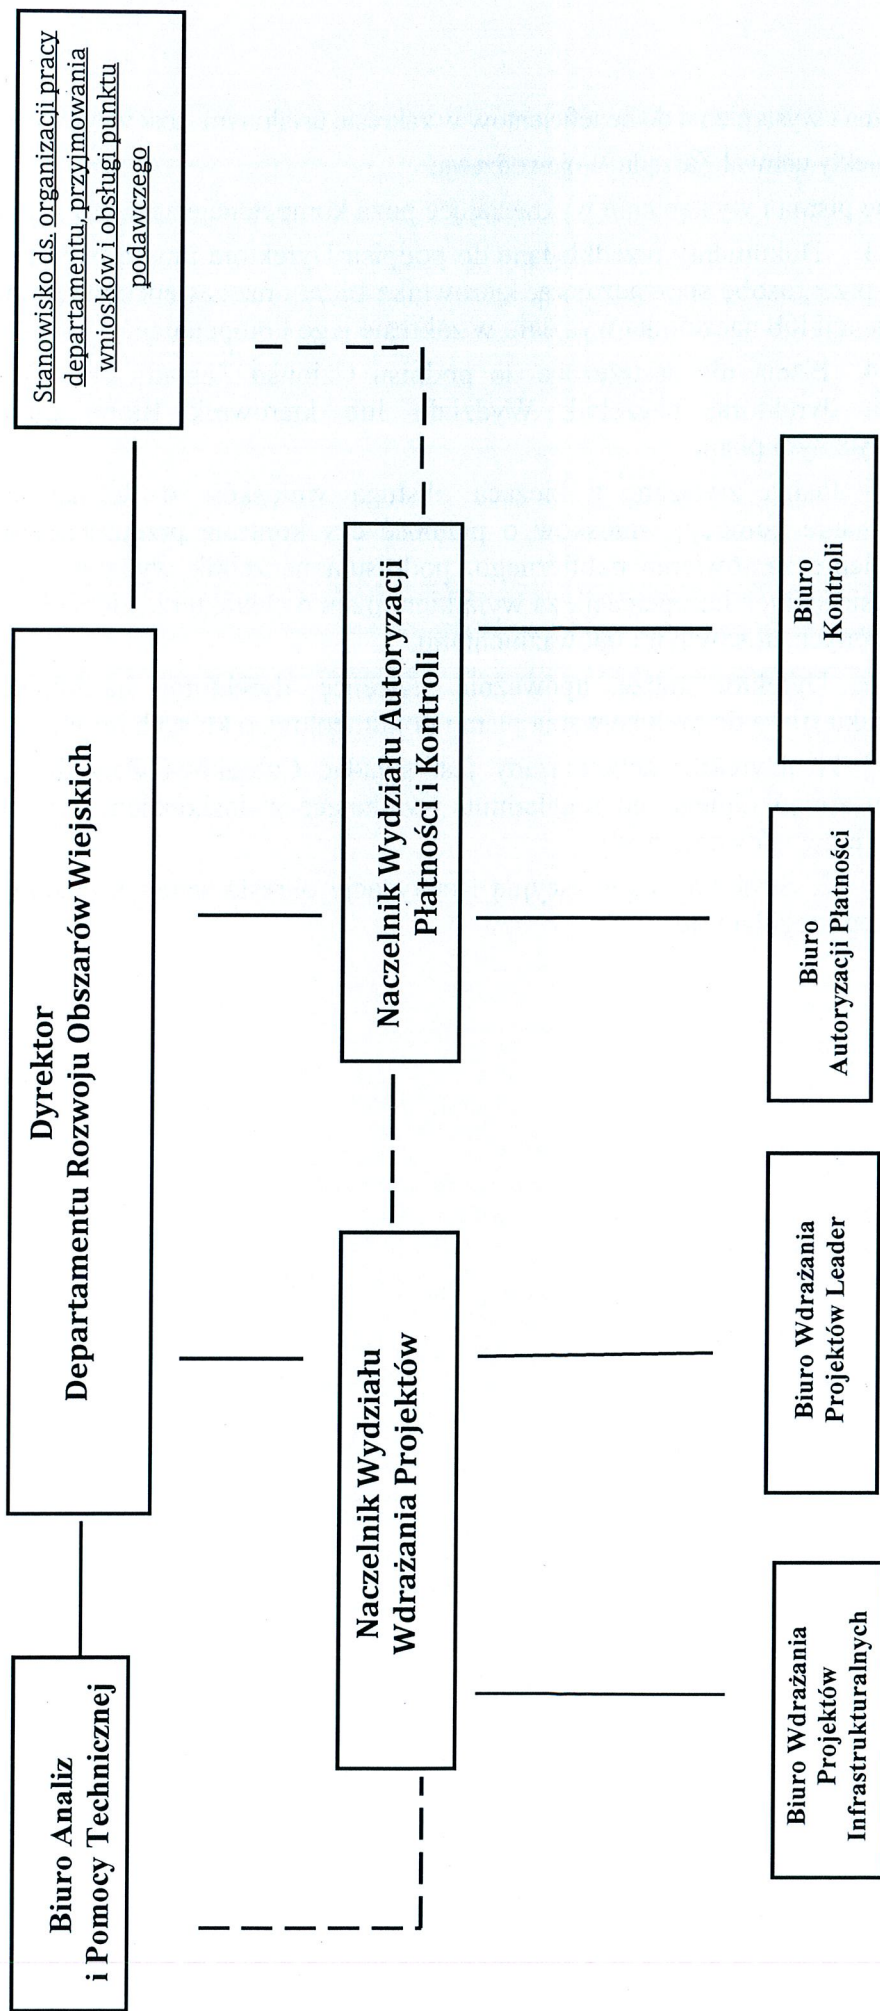 Dyrektor
Departamentu Rozwoju Obszarów Wiejskich
Biuro Analiz
i Pomocy Technicznej
Stanowisko ds. organizacji pracy
departamentu, przyjmowania
wniosków i obsługi punktu
podawczego
Naczelnik Wydziału
Wdrażania Projektów
Naczelnik Wydziału Autoryzacji
Płatności i Kontroli
Biuro Wdrażania
Projektów
Infrastrukturalnych
Biuro Wdrażania
Projektów Leader
Biuro
Autoryzacji Płatności
Biuro
Kontroli